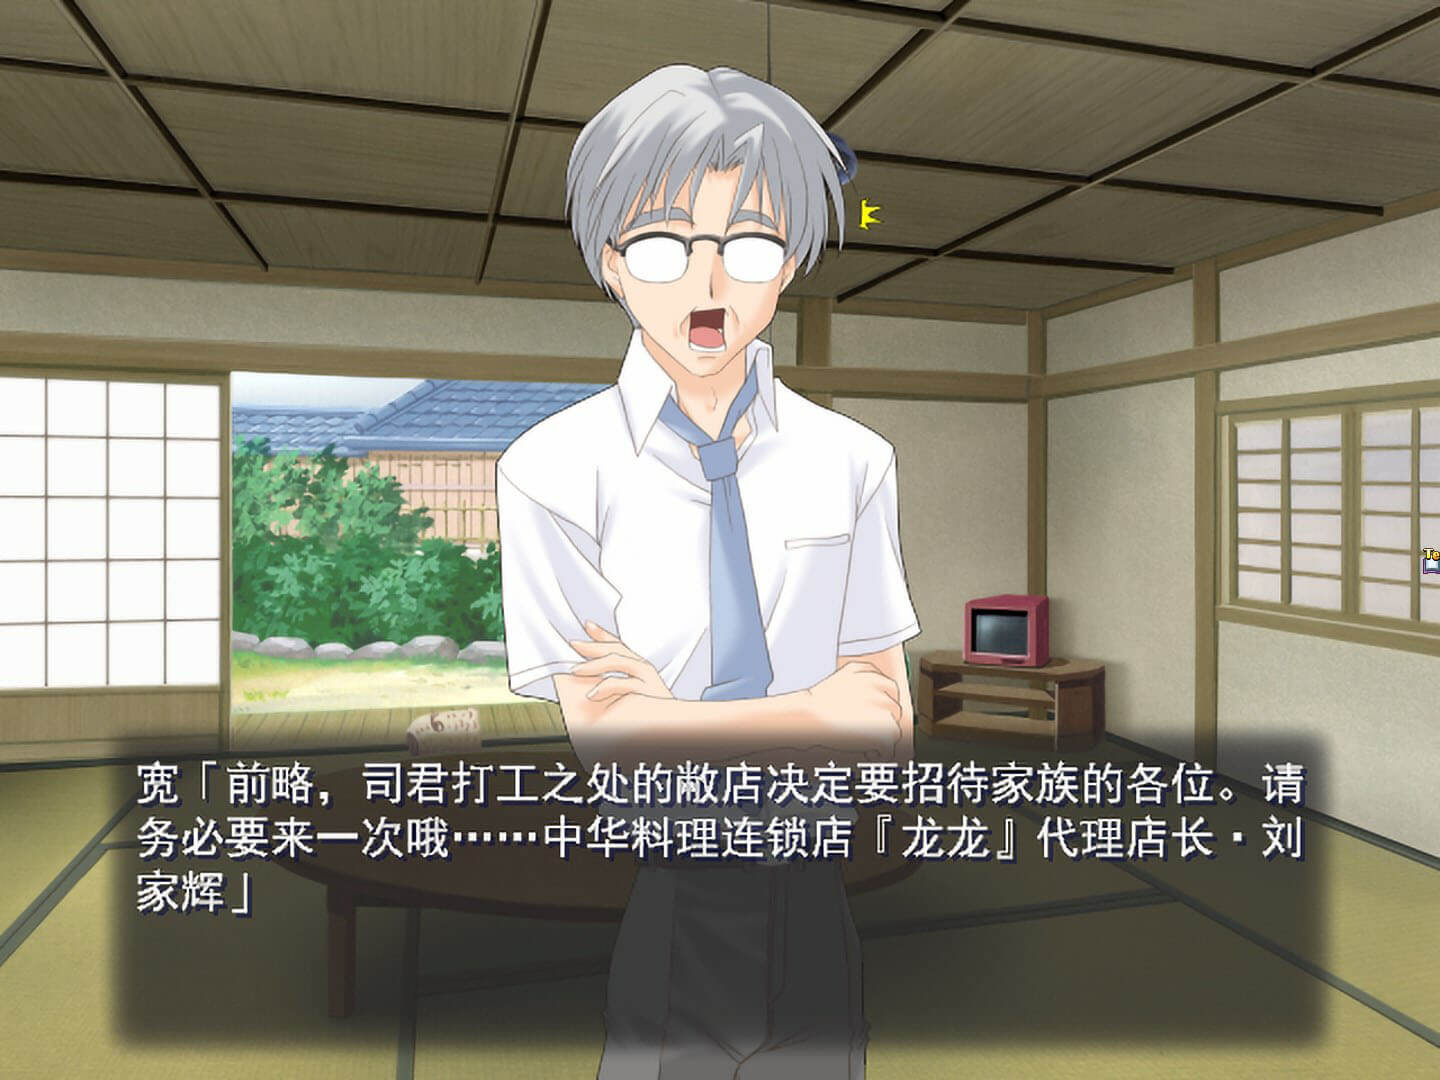 宽「前略，司君打工之处的敝店决定要招待家族的各位。请
务必要来一次哦……中华料理连锁店『龙龙』代理店长·刘
家辉」
Te